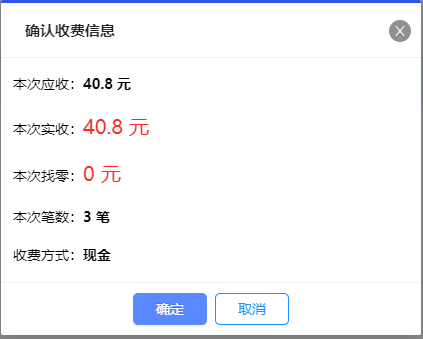 确认收费信息
X
本次应收：40.8 元
本次实收：40.8 元
本次找零：0 元
本次笔数：3 笔
收费方式：现金
确定 取消